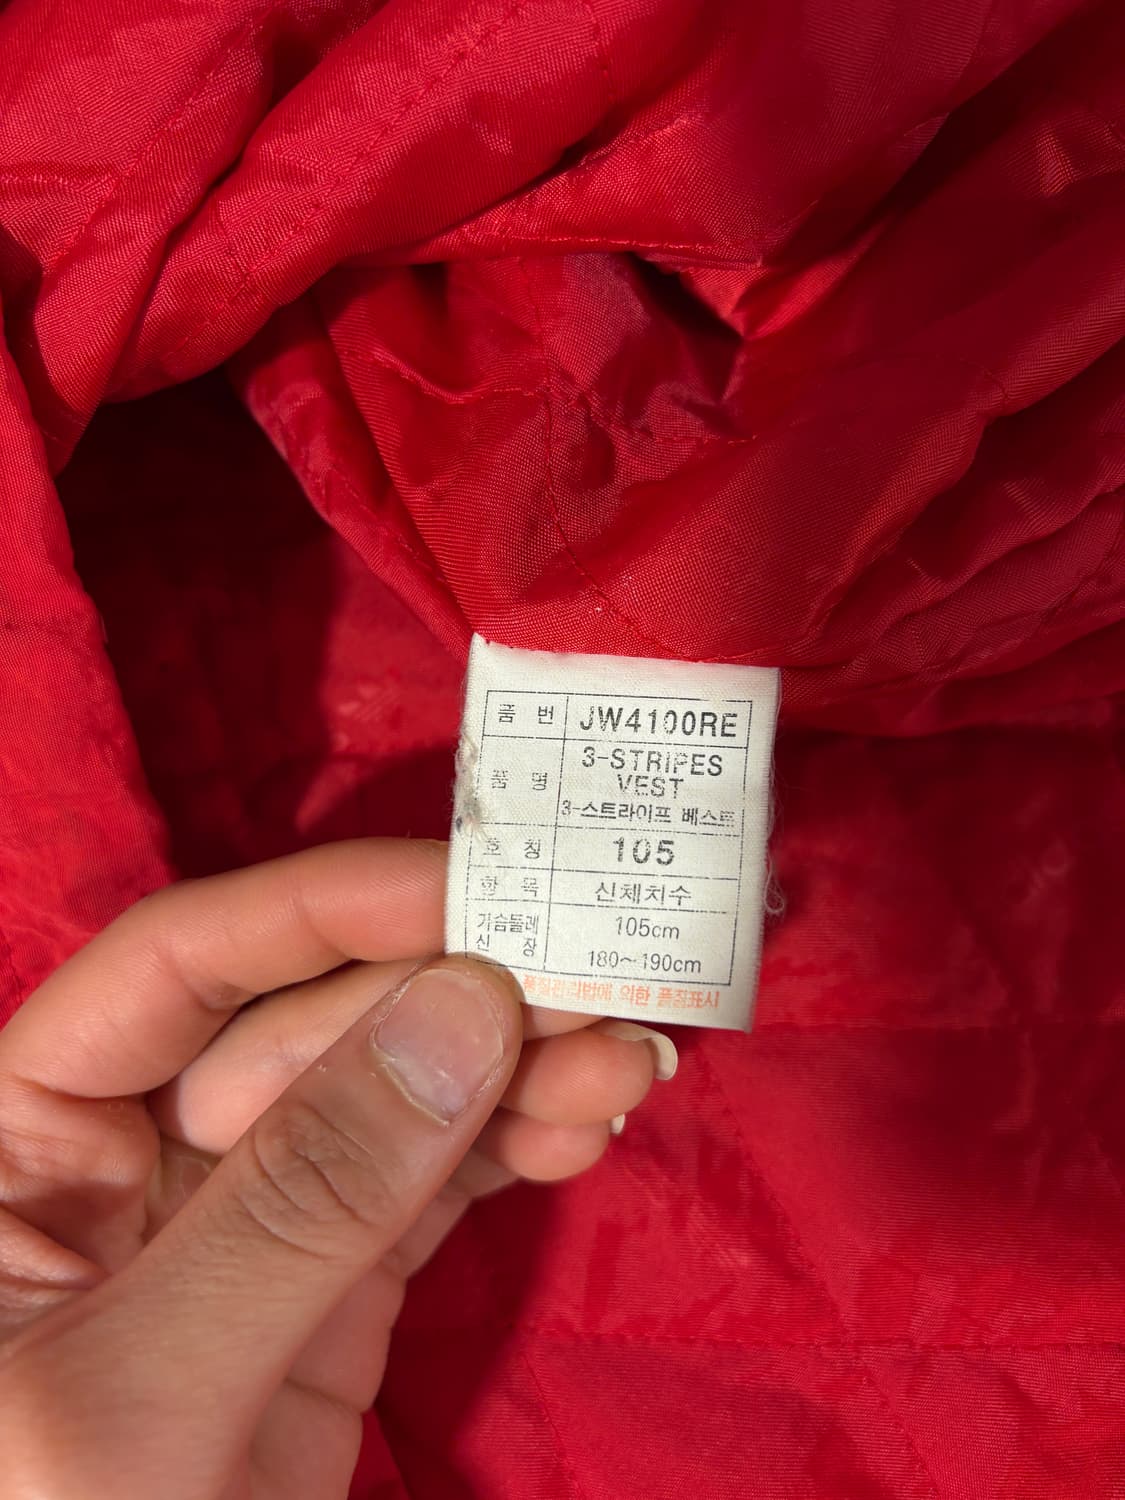 품 번 JW4100RE
품 명 3-STRIPES
VEST
3-스트라이프 베스트
호 칭 105
항 목 신체치수
가슴둘레 105cm
신 장 180~190cm
품질관리법에 의한 품질표시